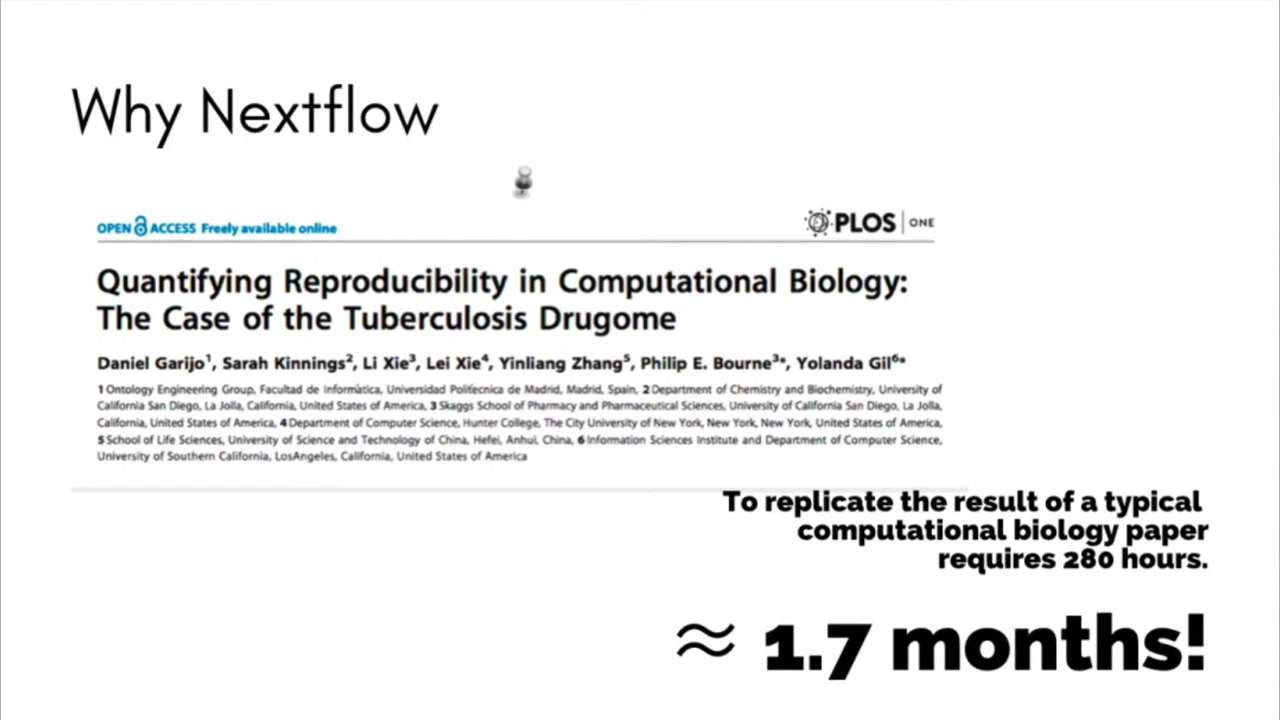 Why Nextflow
OPEN ACCESS Freely available online
PLOS | ONE
Quantifying Reproducibility in Computational Biology:
The Case of the Tuberculosis Drugome
Daniel Garijo¹, Sarah Kinnings², Li Xie³, Lei Xie⁴, Yinliang Zhang⁵, Philip E. Bourne³*, Yolanda Gil⁶*
1 Ontology Engineering Group, Facultad de Informática, Universidad Politécnica de Madrid, Madrid, Spain, 2 Department of Chemistry and Biochemistry, University of
California San Diego, La Jolla, California, United States of America, 3 Skaggs School of Pharmacy and Pharmaceutical Sciences, University of California San Diego, La Jolla,
California, United States of America, 4 Department of Computer Science, Hunter College, The City University of New York, New York, New York, United States of America,
5 School of Life Sciences, University of Science and Technology of China, Hefei, Anhui, China, 6 Information Sciences Institute and Department of Computer Science,
University of Southern California, LosAngeles, California, United States of America
To replicate the result of a typical
computational biology paper
requires 280 hours.
≈ 1.7 months!